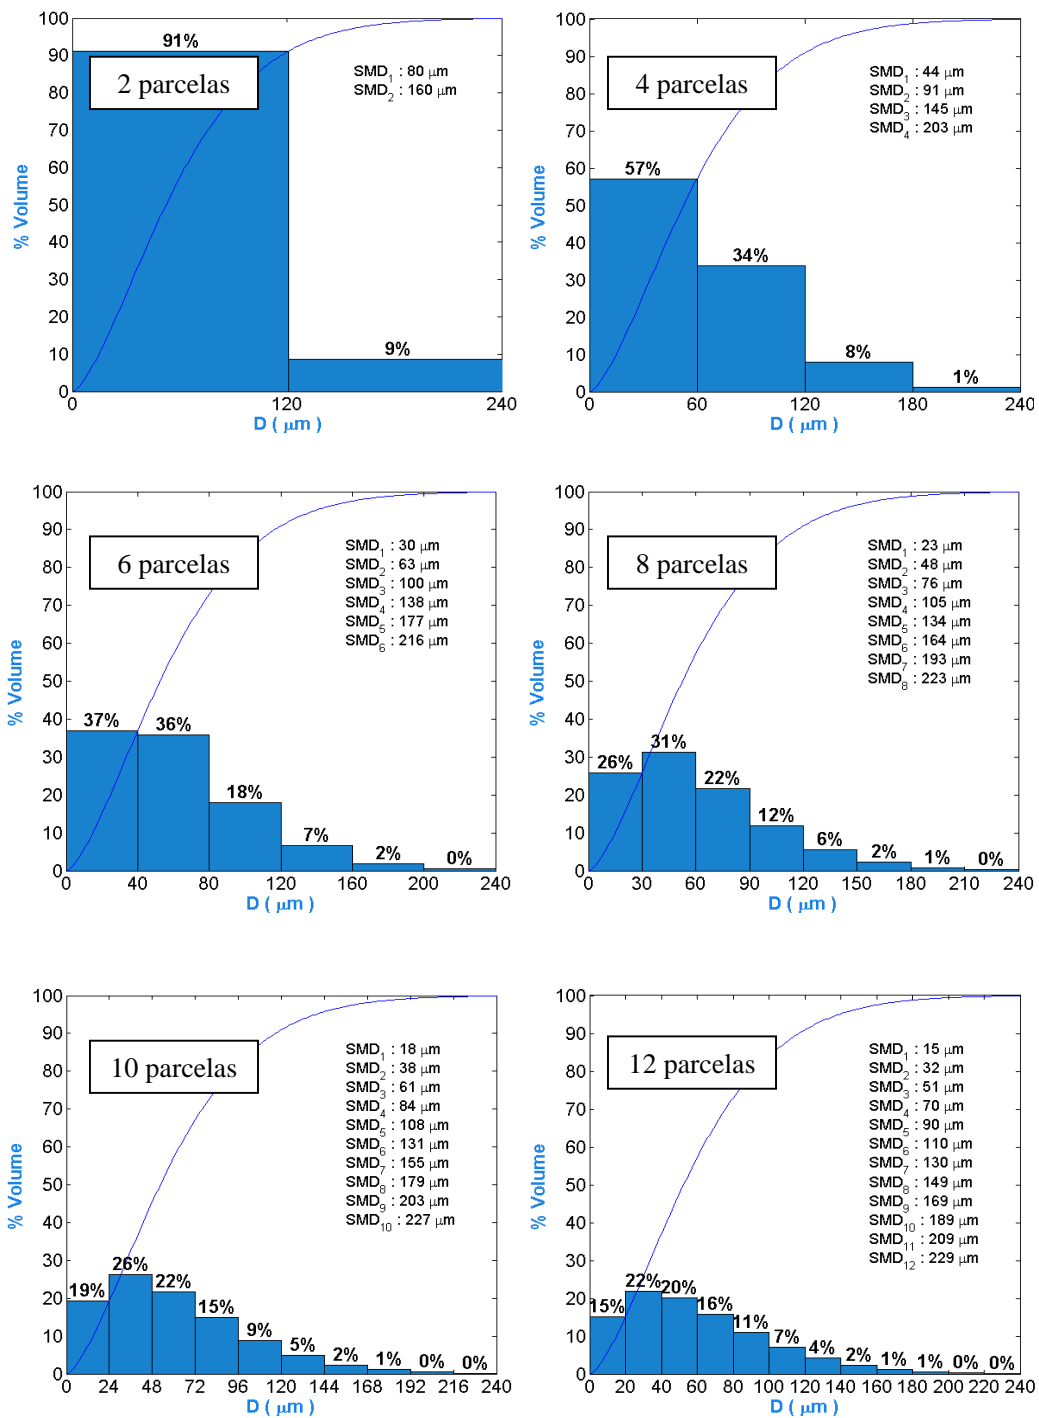 100
90
80
70
60
50
40
30
20
10
0
% Volume
91%
9%
2 parcelas
SMD1 : 80 μm
SMD2 : 160 μm
0 120 240
D ( μm )
100
90
80
70
60
50
40
30
20
10
0
% Volume
57%
34%
8%
1%
4 parcelas
SMD1 : 44 μm
SMD2 : 91 μm
SMD3 : 145 μm
SMD4 : 203 μm
0 60 120 180 240
D ( μm )
100
90
80
70
60
50
40
30
20
10
0
% Volume
37% 36%
18%
7%
2%
0%
6 parcelas
SMD1 : 30 μm
SMD2 : 63 μm
SMD3 : 100 μm
SMD4 : 138 μm
SMD5 : 177 μm
SMD6 : 216 μm
0 40 80 120 160 200 240
D ( μm )
100
90
80
70
60
50
40
30
20
10
0
% Volume
26%
31%
22%
12%
6%
2%
1%
0%
8 parcelas
SMD1 : 23 μm
SMD2 : 48 μm
SMD3 : 76 μm
SMD4 : 105 μm
SMD5 : 134 μm
SMD6 : 164 μm
SMD7 : 193 μm
SMD8 : 223 μm
0 30 60 90 120 150 180 210 240
D ( μm )
100
90
80
70
60
50
40
30
20
10
0
% Volume
19%
26%
22%
15%
9%
5%
2%
1%
0%
0%
10 parcelas
SMD1 : 18 μm
SMD2 : 38 μm
SMD3 : 61 μm
SMD4 : 84 μm
SMD5 : 108 μm
SMD6 : 131 μm
SMD7 : 155 μm
SMD8 : 179 μm
SMD9 : 203 μm
SMD10 : 227 μm
0 24 48 72 96 120 144 168 192 216 240
D ( μm )
100
90
80
70
60
50
40
30
20
10
0
% Volume
15%
22%
20%
16%
11%
7%
4%
2%
1%
1%
0%
0%
12 parcelas
SMD1 : 15 μm
SMD2 : 32 μm
SMD3 : 51 μm
SMD4 : 70 μm
SMD5 : 90 μm
SMD6 : 110 μm
SMD7 : 130 μm
SMD8 : 149 μm
SMD9 : 169 μm
SMD10 : 189 μm
SMD11 : 209 μm
SMD12 : 229 μm
0 20 40 60 80 100 120 140 160 180 200 220 240
D ( μm )